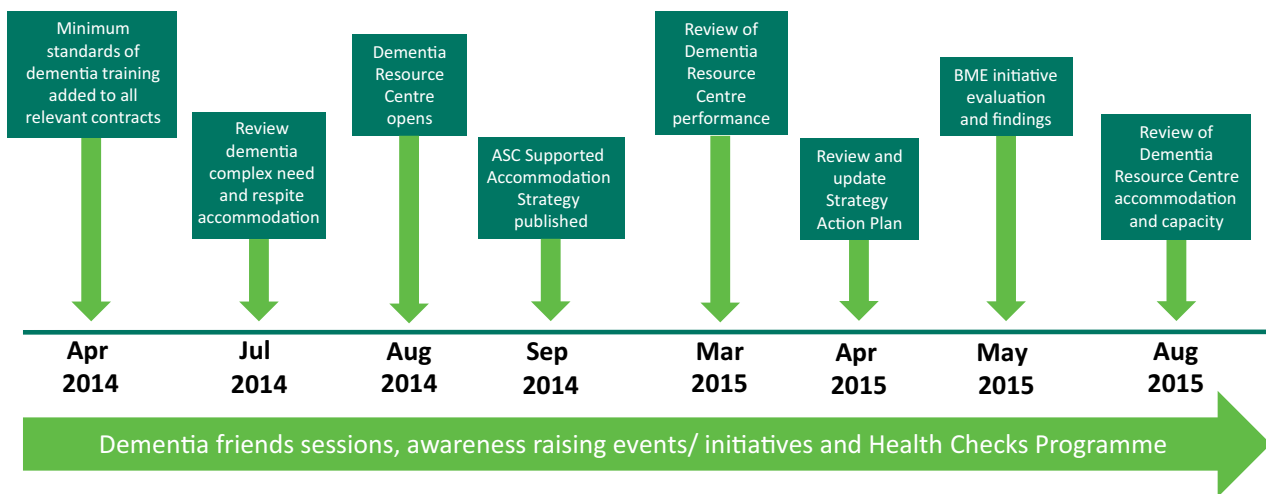 Minimum
standards of
dementia training
added to all
relevant contracts
Review
dementia
complex need
and respite
accommodation
Dementia
Resource
Centre
opens
ASC Supported
Accommodation
Strategy
published
Review of
Dementia
Resource
Centre
performance
Review and
update
Strategy
Action Plan
BME initiative
evaluation
and findings
Review of
Dementia
Resource Centre
accommodation
and capacity
Apr
2014
Jul
2014
Aug
2014
Sep
2014
Mar
2015
Apr
2015
May
2015
Aug
2015
Dementia friends sessions, awareness raising events/ initiatives and Health Checks Programme